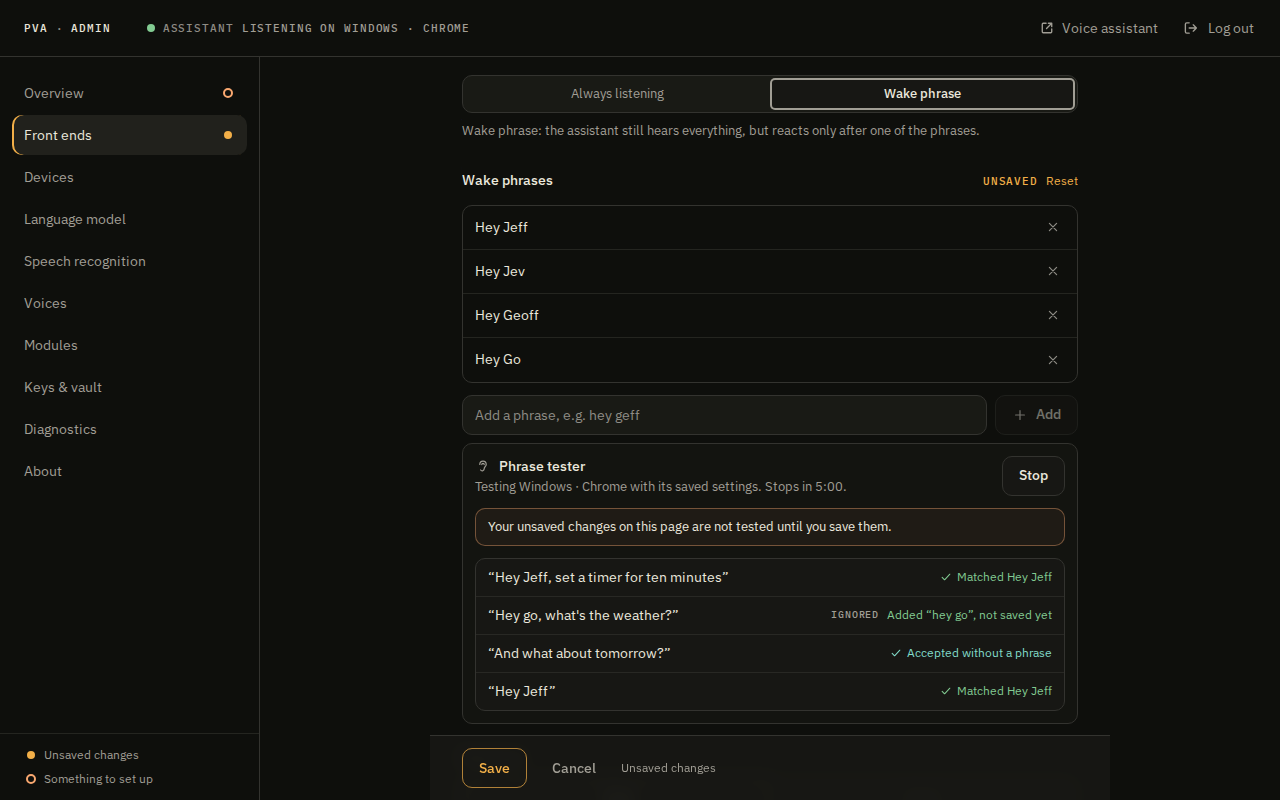 PVA · ADMIN
ASSISTANT LISTENING ON WINDOWS · CHROME
Voice assistant
Log out
Overview
Front ends
Devices
Language model
Speech recognition
Voices
Modules
Keys & vault
Diagnostics
About
Unsaved changes
Something to set up
Always listening
Wake phrase
Wake phrase: the assistant still hears everything, but reacts only after one of the phrases.
Wake phrases
UNSAVED Reset
Hey Jeff
Hey Jev
Hey Geoff
Hey Go
Add a phrase, e.g. hey geff
Add
Phrase tester
Testing Windows · Chrome with its saved settings. Stops in 5:00.
Stop
Your unsaved changes on this page are not tested until you save them.
“Hey Jeff, set a timer for ten minutes” Matched Hey Jeff
“Hey go, what's the weather?” IGNORED Added “hey go”, not saved yet
“And what about tomorrow?” Accepted without a phrase
“Hey Jeff” Matched Hey Jeff
Save
Cancel
Unsaved changes